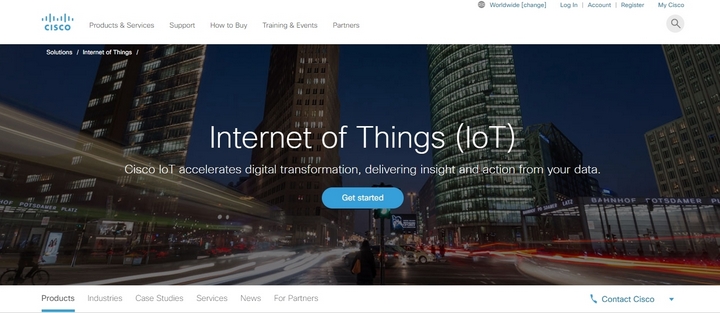 Worldwide [change] Log In | Account | Register My Cisco
CISCO Products & Services Support How to Buy Training & Events Partners
Solutions / Internet of Things /
Internet of Things (IoT)
Cisco IoT accelerates digital transformation, delivering insight and action from your data.
Get started
BAHNHOF POTSDAMER PLATZ
POTSDAMER PLATZ
Products Industries Case Studies Services News For Partners Contact Cisco